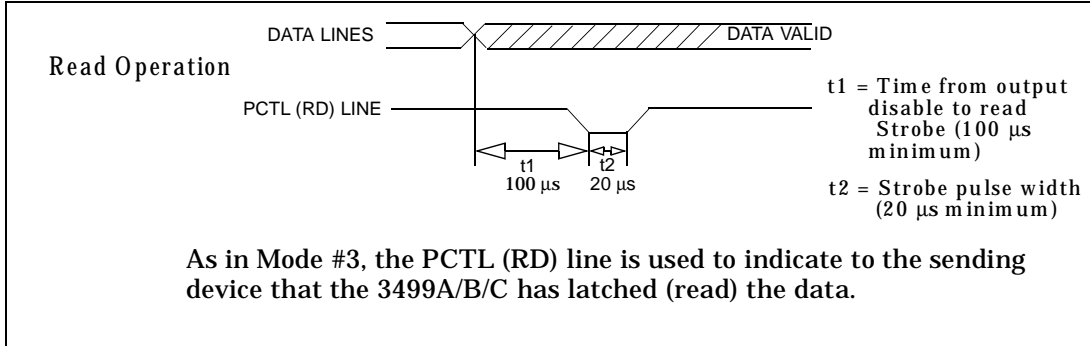 DATA LINES
DATA VALID
Read Operation
PCTL (RD) LINE
t1
100 µs
t2
20 µs
t1 = Time from output
disable to read
Strobe (100 µs
minimum)
t2 = Strobe pulse width
(20 µs minimum)
As in Mode #3, the PCTL (RD) line is used to indicate to the sending
device that the 3499A/B/C has latched (read) the data.